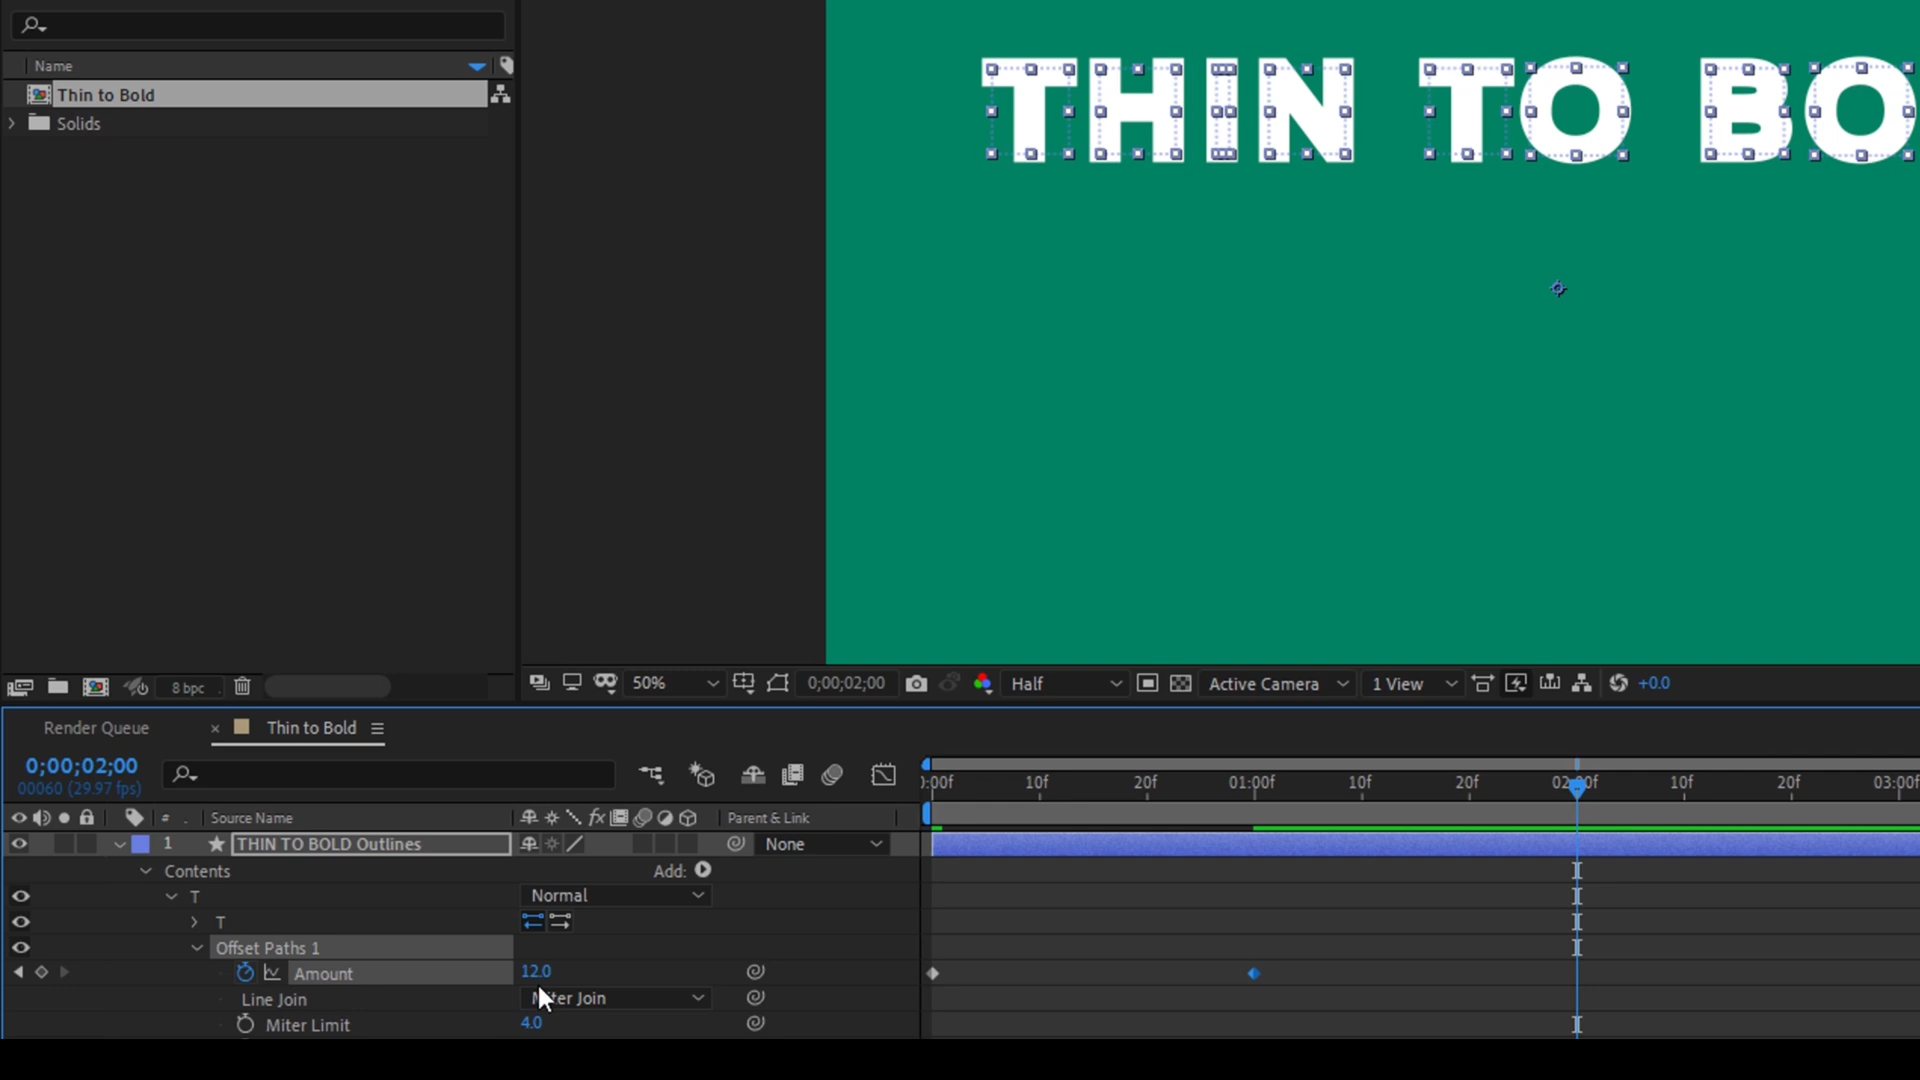 THIN TO BO
Name
Thin to Bold
Solids
8 bpc
50%
0;00;02;00
Half
Active Camera
1 View
+0.0
Render Queue
Thin to Bold
0;00;02;00
00060 (29.97 fps)
:00f 10f 20f 01:00f 10f 20f 02:00f 10f 20f 03:00f
# Source Name fx Parent & Link
1 THIN TO BOLD Outlines None
Contents Add:
T Normal
T
Offset Paths 1
Amount 12.0
Line Join Miter Join
Miter Limit 4.0